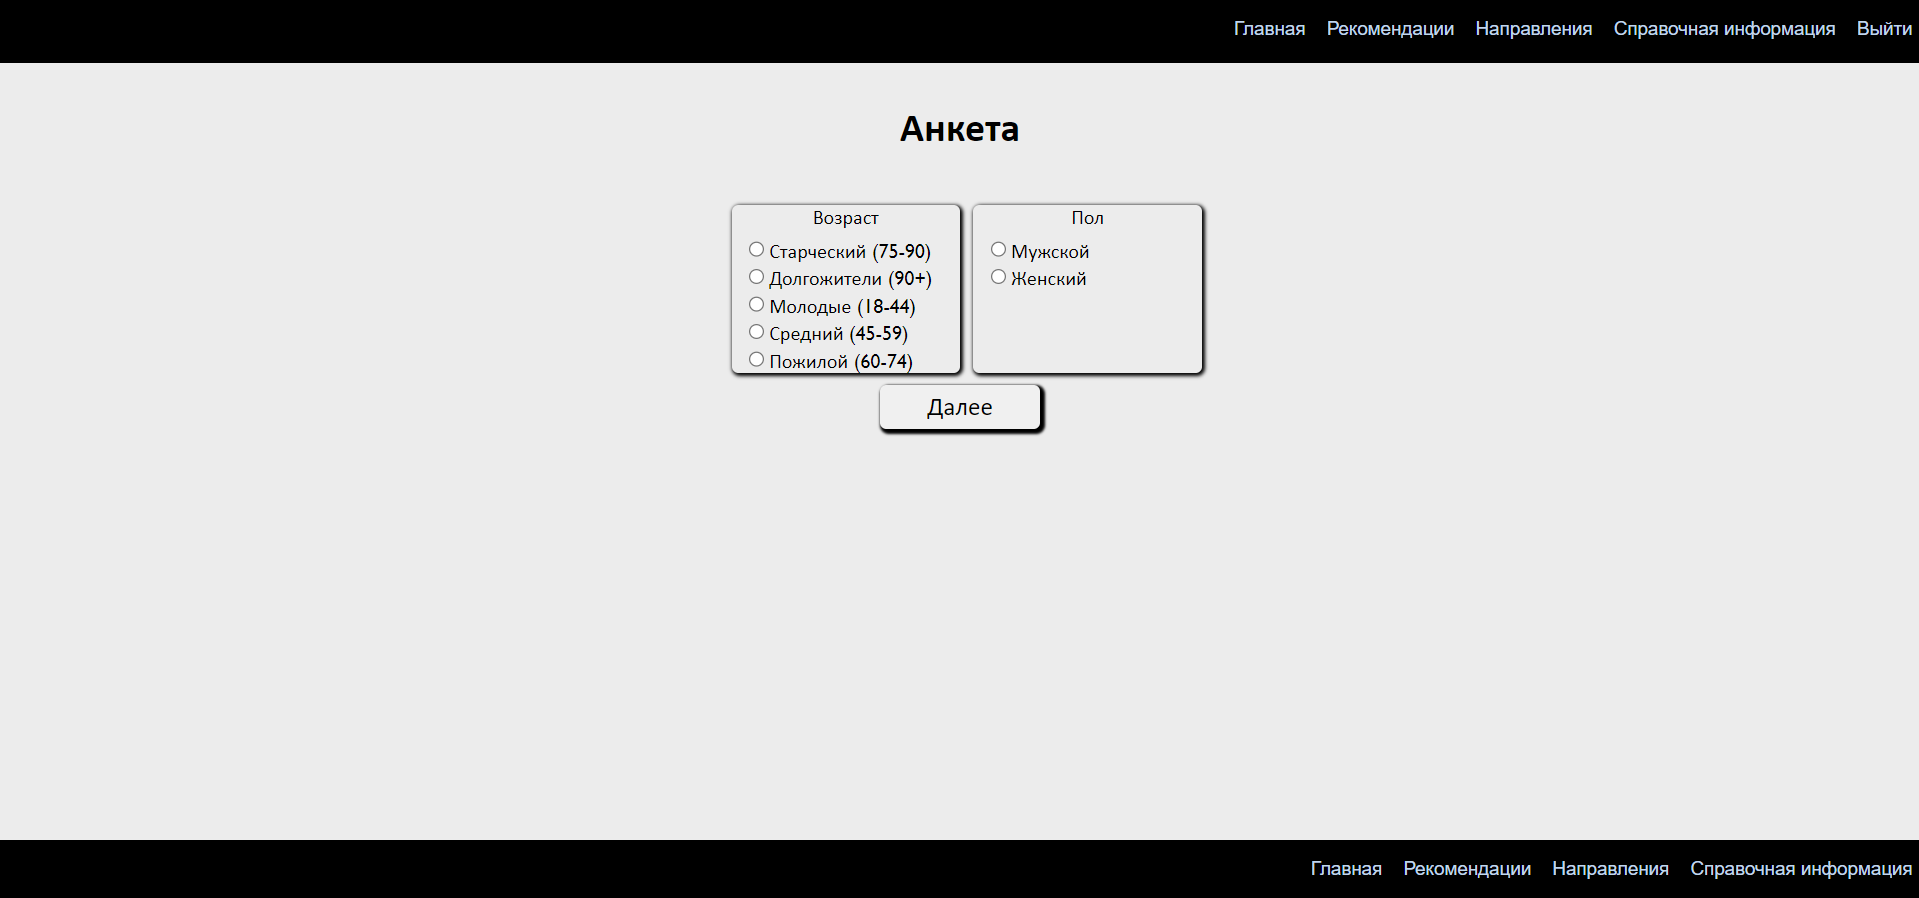 Главная Рекомендации Направления Справочная информация Выйти
Анкета
Возраст
Старческий (75-90)
Долгожители (90+)
Молодые (18-44)
Средний (45-59)
Пожилой (60-74)
Пол
Мужской
Женский
Далее
Главная Рекомендации Направления Справочная информация